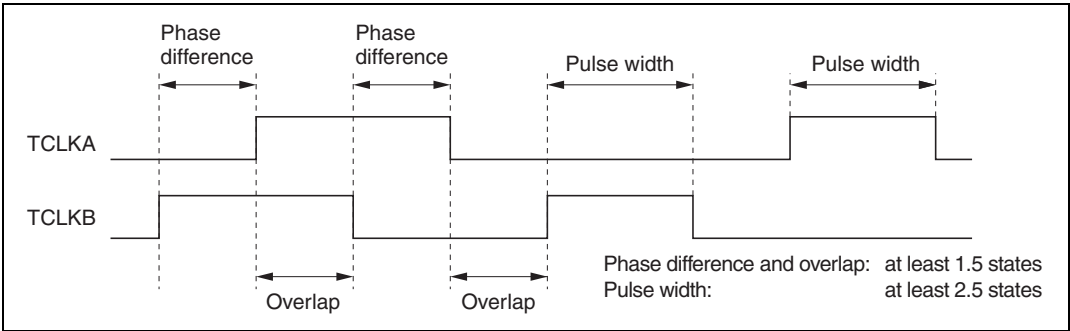 Phase
difference
Phase
difference
Pulse width
Pulse width
TCLKA
TCLKB
Overlap
Overlap
Phase difference and overlap: at least 1.5 states
Pulse width: at least 2.5 states